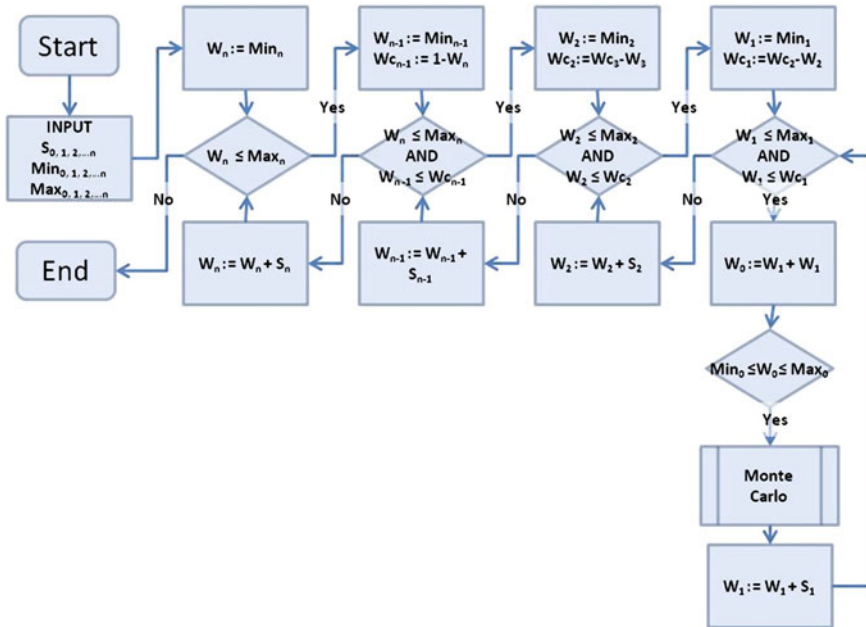 Start
INPUT
S0, 1, 2,....n
Min0, 1, 2,....n
Max0, 1, 2,....n
End
Wn := Minn
Wn ≤ Maxn
Yes
No
Wn := Wn + Sn
Wn-1 := Minn-1
Wcn-1 := 1-Wn
Wn ≤ Maxn
AND
Wn-1 ≤ Wcn-1
Yes
No
Wn-1 := Wn-1 +
Sn-1
W2 := Min2
Wc2:=Wc3-W3
W2 ≤ Max2
AND
W2 ≤ Wc2
Yes
No
W2 := W2 + S2
W1 := Min1
Wc1:=Wc2-W2
W1 ≤ Max1
AND
W1 ≤ Wc1
Yes
No
W0 :=W1 + W1
Min0 ≤W0 ≤ Max0
Yes
Monte
Carlo
W1 := W1 + S1